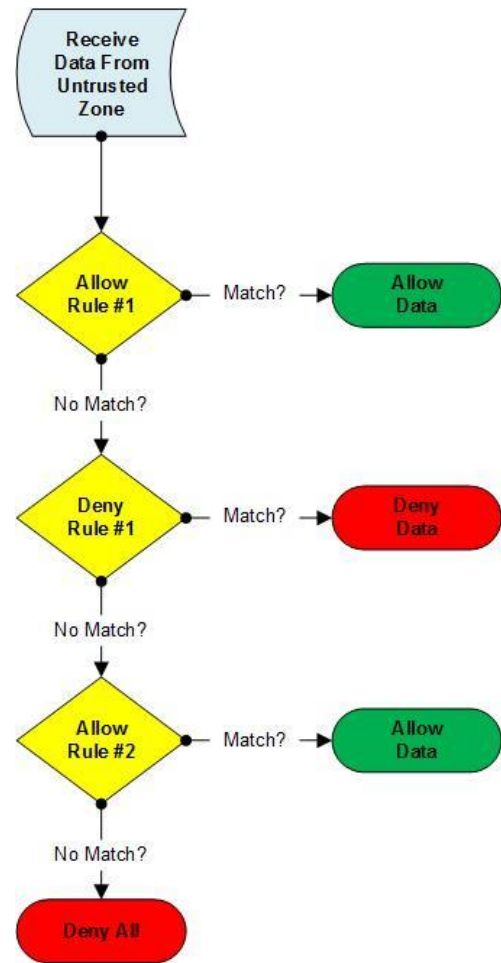 Receive
Data From
Untrusted
Zone
Allow
Rule #1
Match?
Allow
Data
No Match?
Deny
Rule #1
Match?
Deny
Data
No Match?
Allow
Rule #2
Match?
Allow
Data
No Match?
Deny All